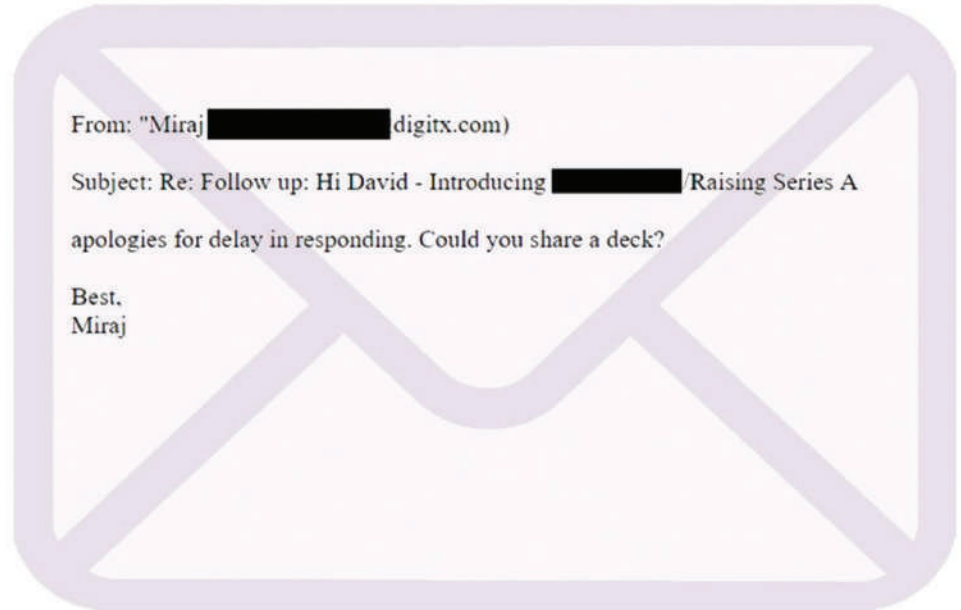 From: "Miraj digitx.com)
Subject: Re: Follow up: Hi David - Introducing /Raising Series A
apologies for delay in responding. Could you share a deck?
Best,
Miraj